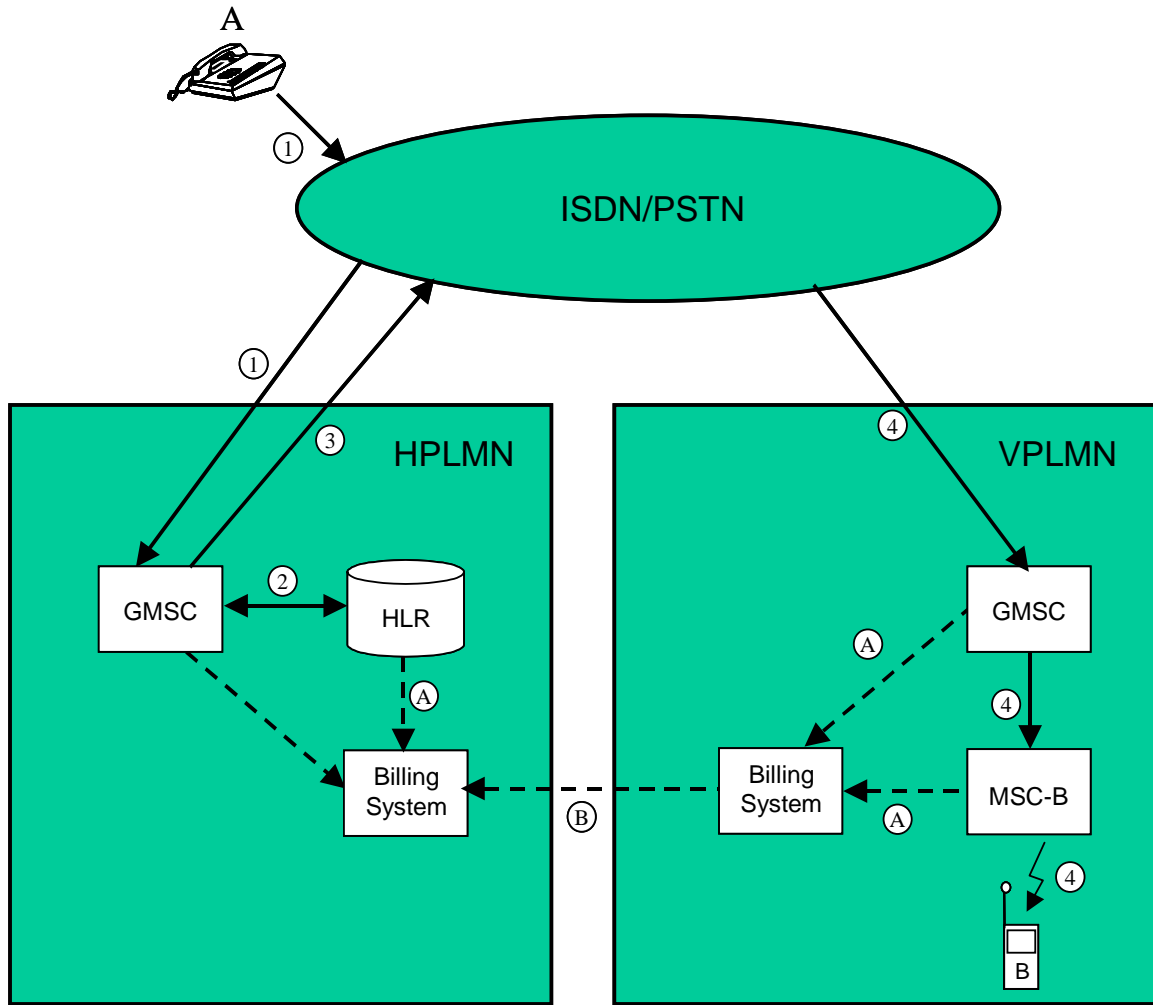 A
1
ISDN/PSTN
1
3
4
HPLMN
VPLMN
2
GMSC
HLR
GMSC
A
A
4
Billing
System
Billing
System
MSC-B
B
A
4
B